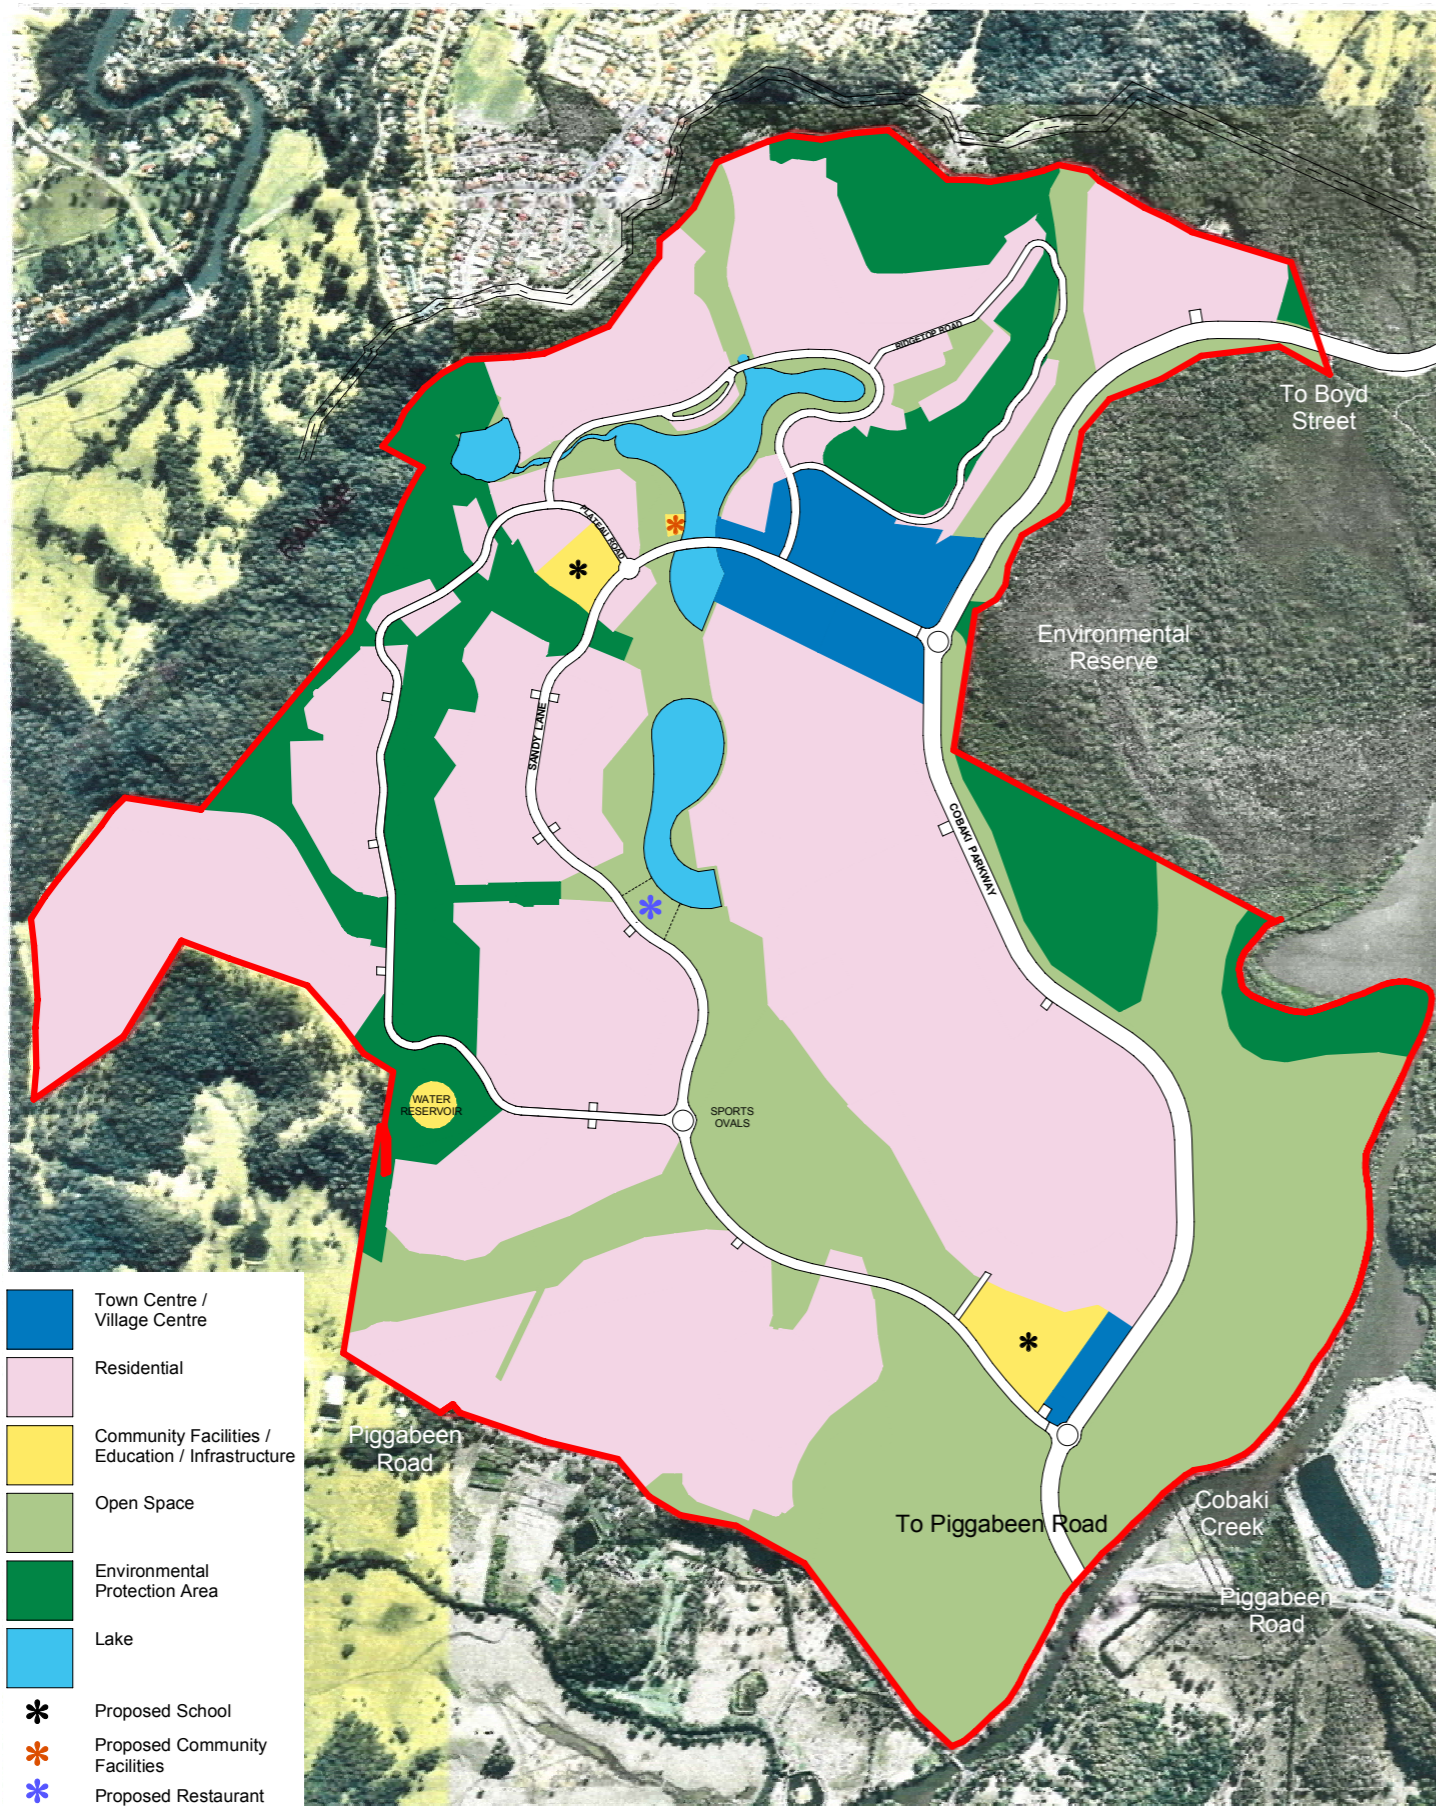 RIDGETOP ROAD
To Boyd
Street
PLATEAU ROAD
Environmental
Reserve
SANDY LANE
COBAKI PARKWAY
WATER
RESERVOIR
SPORTS
OVALS
Town Centre /
Village Centre
Residential
Community Facilities /
Education / Infrastructure
Open Space
Environmental
Protection Area
Lake
Proposed School
Proposed Community
Facilities
Proposed Restaurant
Piggabeen
Road
To Piggabeen Road
Cobaki
Creek
Piggabeen
Road